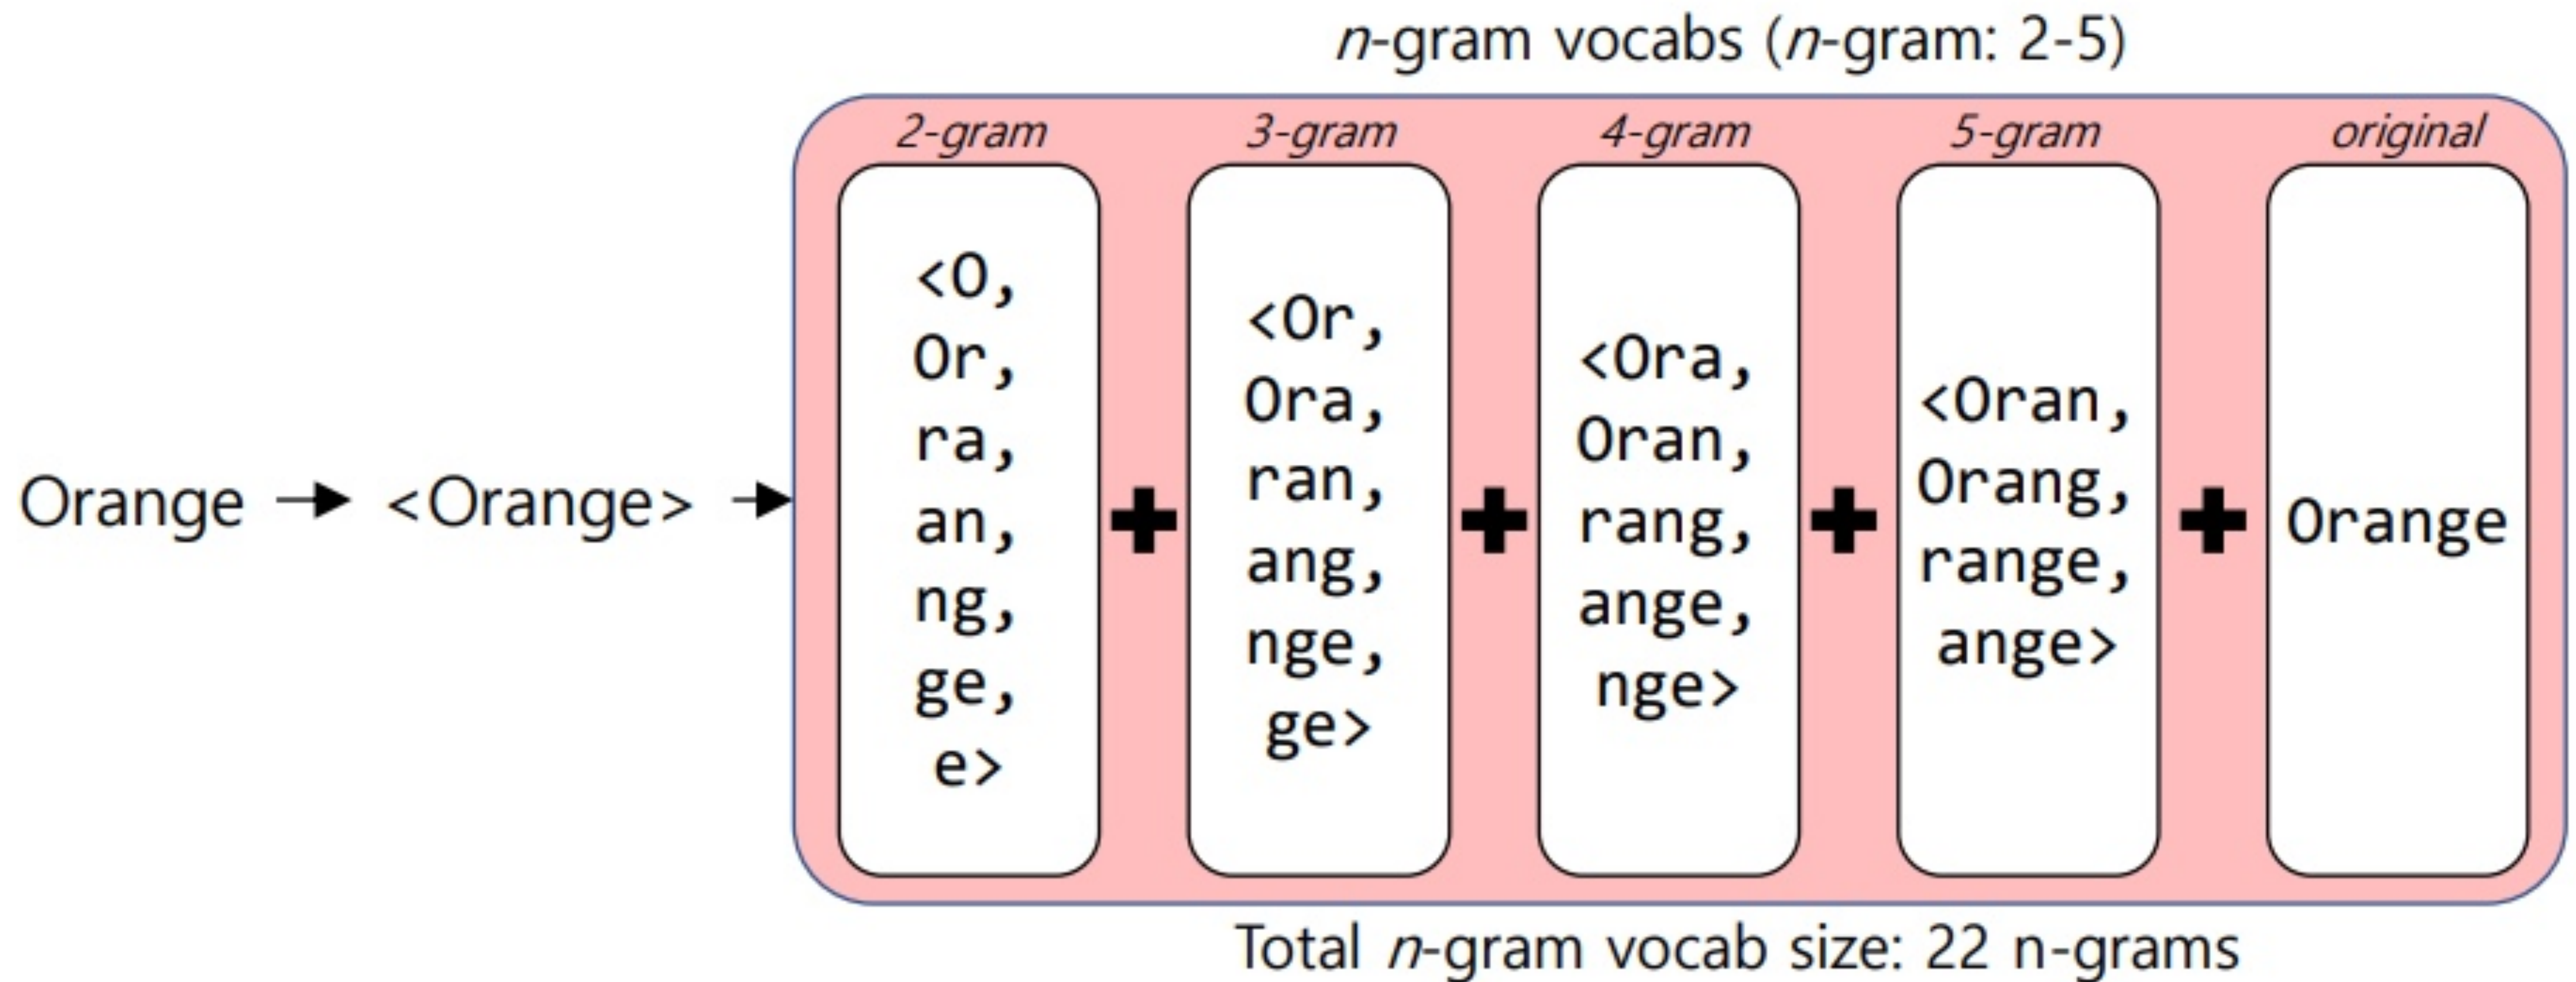 n-gram vocabs (n-gram: 2-5)
Orange
<Orange>
2-gram
<O,
Or,
ra,
an,
ng,
ge,
e>
3-gram
<Or,
Ora,
ran,
ang,
nge,
ge>
4-gram
<Ora,
Oran,
rang,
ange,
nge>
5-gram
<Oran,
Orang,
range,
ange>
original
Orange
Total n-gram vocab size: 22 n-grams